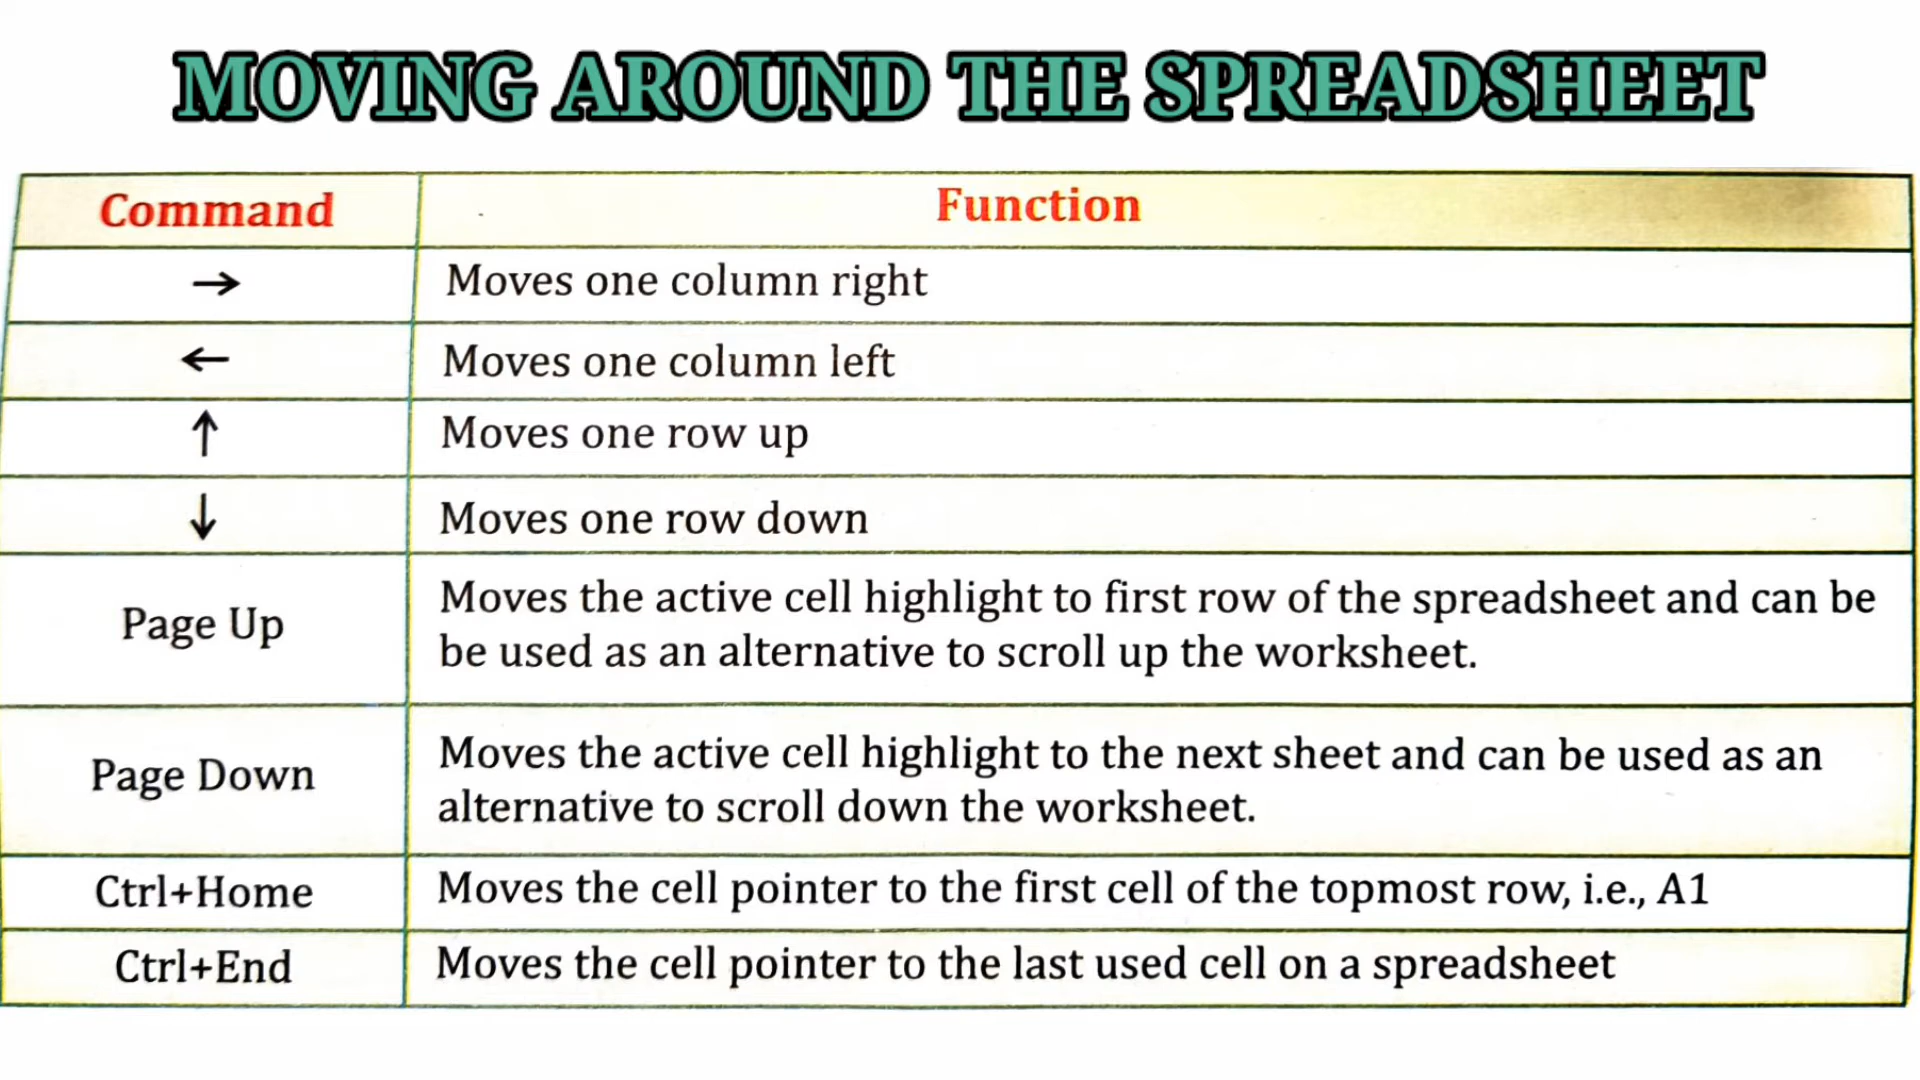 MOVING AROUND THE SPREADSHEET
Command Function
→ Moves one column right
← Moves one column left
↑ Moves one row up
↓ Moves one row down
Page Up Moves the active cell highlight to first row of the spreadsheet and can be
be used as an alternative to scroll up the worksheet.
Page Down Moves the active cell highlight to the next sheet and can be used as an
alternative to scroll down the worksheet.
Ctrl+Home Moves the cell pointer to the first cell of the topmost row, i.e., A1
Ctrl+End Moves the cell pointer to the last used cell on a spreadsheet